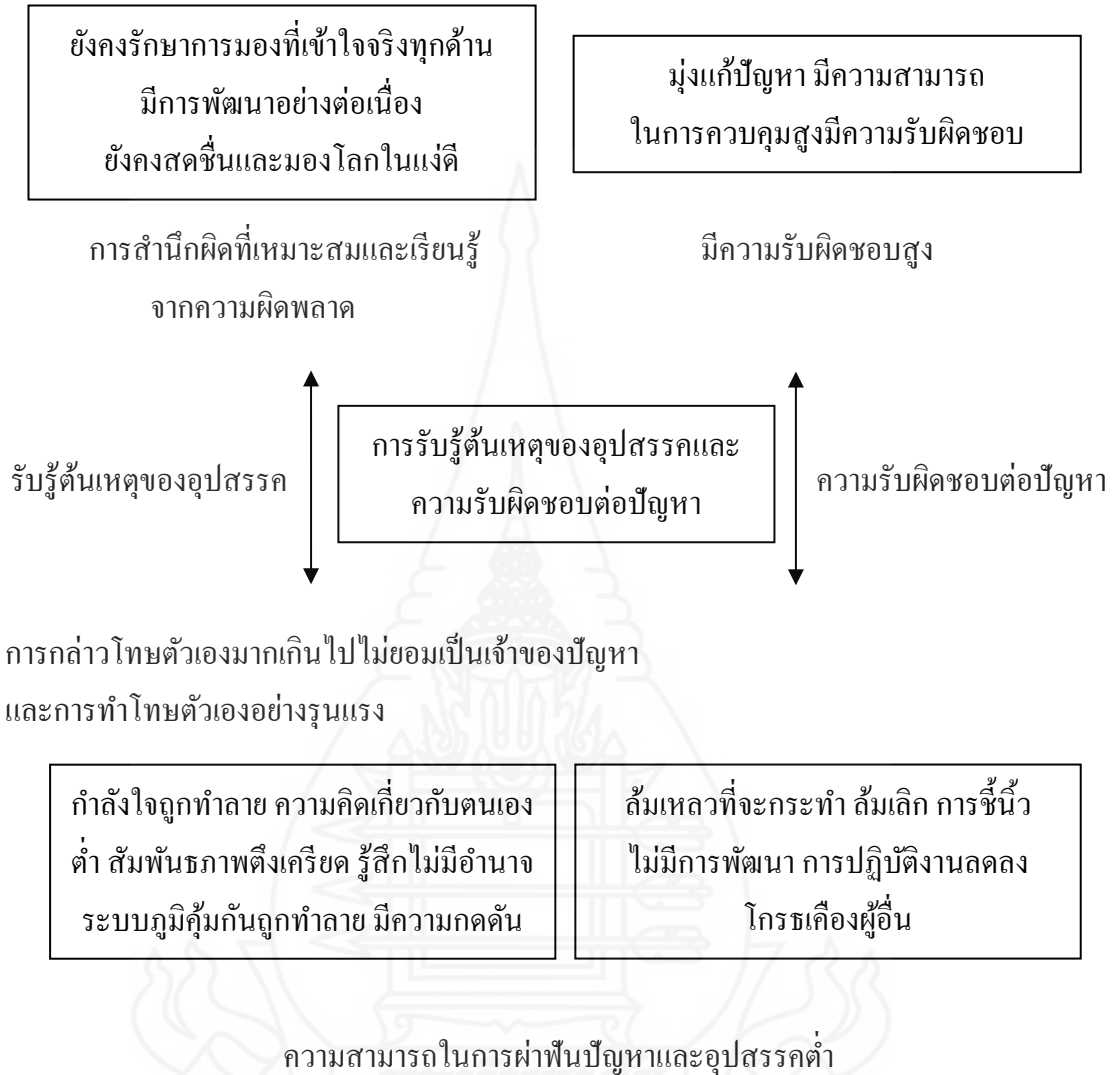 ยังคงรักษาการมองที่เข้าใจจริงทุกด้าน
มีการพัฒนาอย่างต่อเนื่อง
ยังคงสดชื่นและมองโลกในแง่ดี
มุ่งแก้ปัญหา มีความสามารถ
ในการควบคุมสูงมีความรับผิดชอบ
การสำนึกผิดที่เหมาะสมและเรียนรู้
จากความผิดพลาด
มีความรับผิดชอบสูง
รับรู้ต้นเหตุของอุปสรรค
การรับรู้ต้นเหตุของอุปสรรคและ
ความรับผิดชอบต่อปัญหา
ความรับผิดชอบต่อปัญหา
การกล่าวโทษตัวเองมากเกินไปไม่ยอมเป็นเจ้าของปัญหา
และการทำโทษตัวเองอย่างรุนแรง
กำลังใจถูกทำลาย ความคิดเกี่ยวกับตนเอง
ต่ำ สัมพันธภาพตึงเครียด รู้สึกไม่มีอำนาจ
ระบบภูมิคุ้มกันถูกทำลาย มีความกดดัน
ล้มเหลวที่จะกระทำ ล้มเลิก การชี้นิ้ว
ไม่มีการพัฒนา การปฏิบัติงานลดลง
โกรธเคืองผู้อื่น
ความสามารถในการผ่าฟันปัญหาและอุปสรรคต่ำ